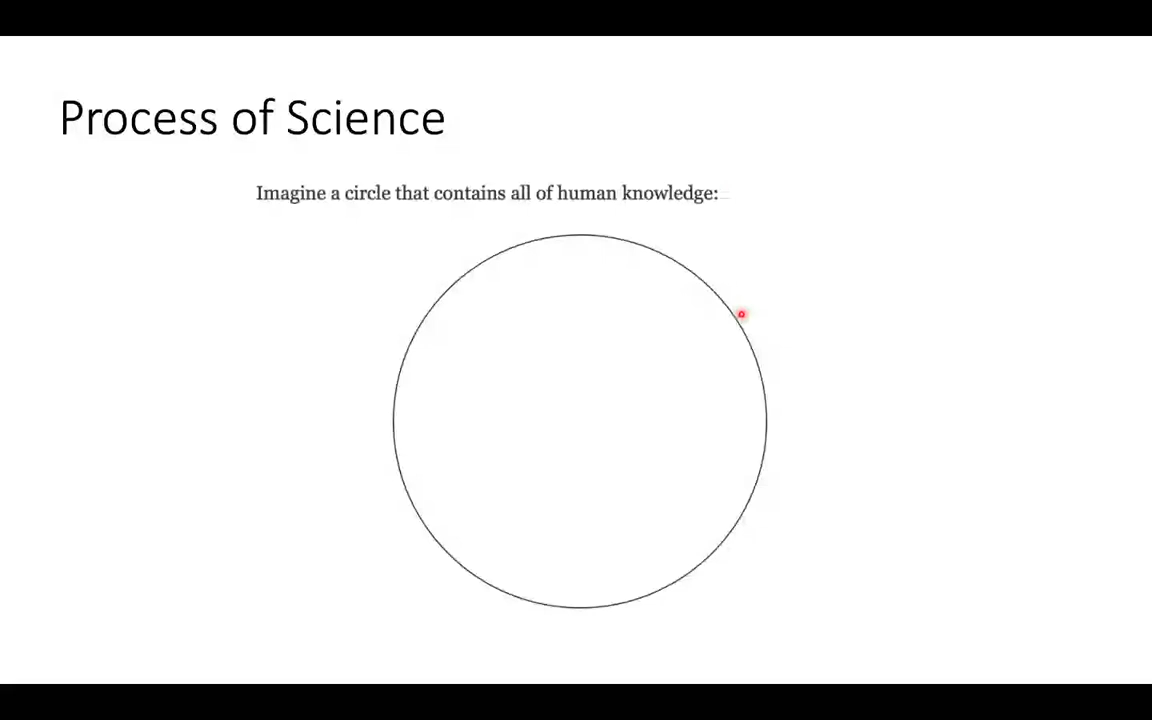 Process of Science
Imagine a circle that contains all of human knowledge: